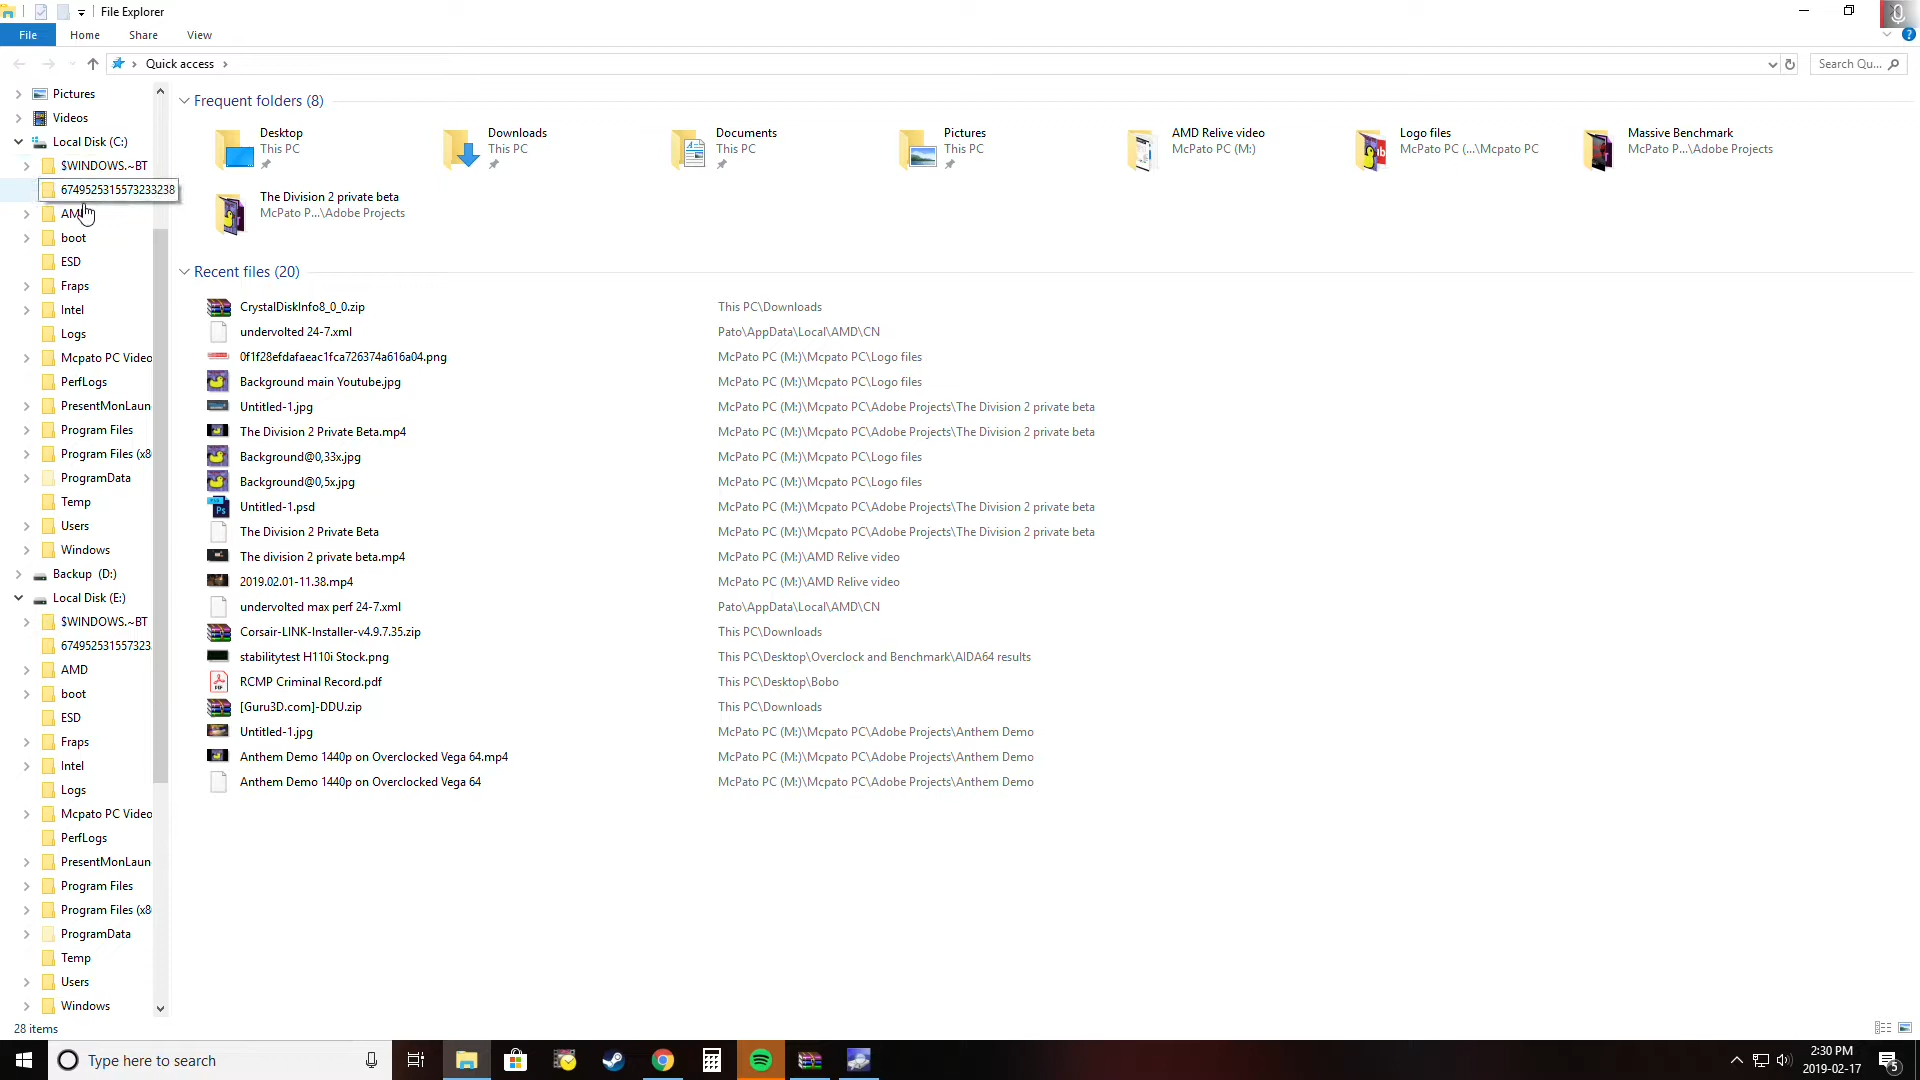 File Explorer
File
Home
Share
View
Quick access
Search Qu...
Pictures
Videos
Local Disk (C:)
$WINDOWS.~BT
6749525315573233238
AM
boot
ESD
Fraps
Intel
Logs
Mcpato PC Video
PerfLogs
PresentMonLaun
Program Files
Program Files (x8
ProgramData
Temp
Users
Windows
Backup (D:)
Local Disk (E:)
$WINDOWS.~BT
674952531557323
AMD
boot
ESD
Fraps
Intel
Logs
Mcpato PC Video
PerfLogs
PresentMonLaun
Program Files
Program Files (x8
ProgramData
Temp
Users
Windows
Frequent folders (8)
Desktop
This PC
Downloads
This PC
Documents
This PC
Pictures
This PC
AMD Relive video
McPato PC (M:)
Logo files
McPato PC (...\Mcpato PC
Massive Benchmark
McPato P...\Adobe Projects
The Division 2 private beta
McPato P...\Adobe Projects
Recent files (20)
CrystalDiskInfo8_0_0.zip This PC\Downloads
undervolted 24-7.xml Pato\AppData\Local\AMD\CN
0f1f28efdafaeac1fca726374a616a04.png McPato PC (M:)\Mcpato PC\Logo files
Background main Youtube.jpg McPato PC (M:)\Mcpato PC\Logo files
Untitled-1.jpg McPato PC (M:)\Mcpato PC\Adobe Projects\The Division 2 private beta
The Division 2 Private Beta.mp4 McPato PC (M:)\Mcpato PC\Adobe Projects\The Division 2 private beta
Background@0,33x.jpg McPato PC (M:)\Mcpato PC\Logo files
Background@0,5x.jpg McPato PC (M:)\Mcpato PC\Logo files
Untitled-1.psd McPato PC (M:)\Mcpato PC\Adobe Projects\The Division 2 private beta
The Division 2 Private Beta McPato PC (M:)\Mcpato PC\Adobe Projects\The Division 2 private beta
The division 2 private beta.mp4 McPato PC (M:)\AMD Relive video
2019.02.01-11.38.mp4 McPato PC (M:)\AMD Relive video
undervolted max perf 24-7.xml Pato\AppData\Local\AMD\CN
Corsair-LINK-Installer-v4.9.7.35.zip This PC\Downloads
stabilitytest H110i Stock.png This PC\Desktop\Overclock and Benchmark\AIDA64 results
RCMP Criminal Record.pdf This PC\Desktop\Bobo
[Guru3D.com]-DDU.zip This PC\Downloads
Untitled-1.jpg McPato PC (M:)\Mcpato PC\Adobe Projects\Anthem Demo
Anthem Demo 1440p on Overclocked Vega 64.mp4 McPato PC (M:)\Mcpato PC\Adobe Projects\Anthem Demo
Anthem Demo 1440p on Overclocked Vega 64 McPato PC (M:)\Mcpato PC\Adobe Projects\Anthem Demo
28 items
Type here to search
2:30 PM
2019-02-17
5